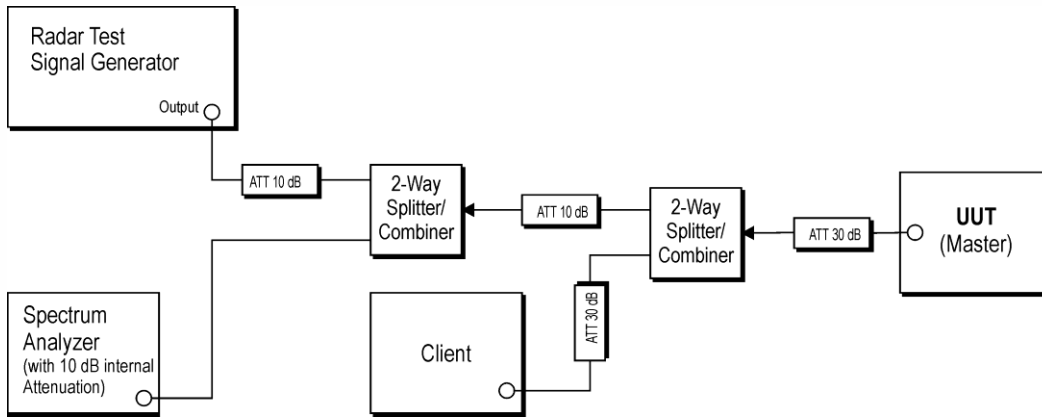 Radar Test
Signal Generator
Output
ATT 10 dB
2-Way
Splitter/
Combiner
ATT 10 dB
2-Way
Splitter/
Combiner
ATT 30 dB
UUT
(Master)
Spectrum
Analyzer
(with 10 dB internal
Attenuation)
Client
ATT 30 dB